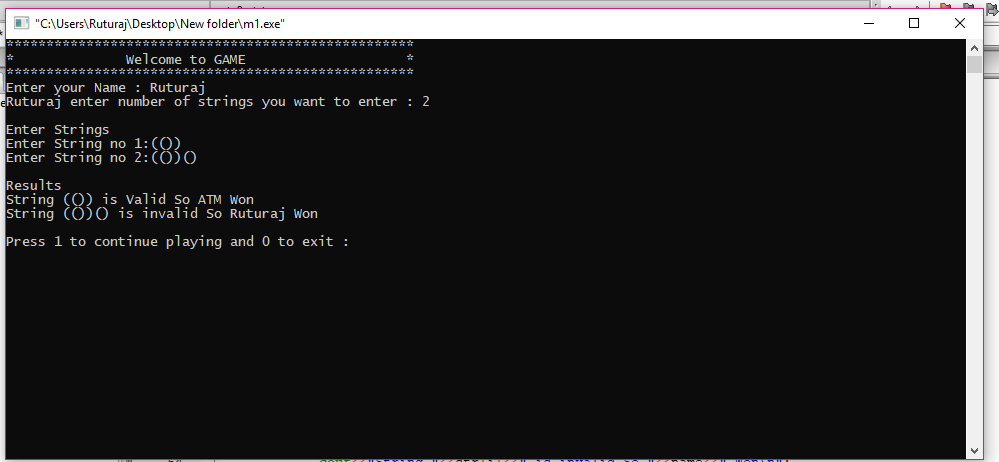 "C:\Users\Ruturaj\Desktop\New folder\m1.exe"
***************************************************
* Welcome to GAME *
***************************************************
Enter your Name : Ruturaj
Ruturaj enter number of strings you want to enter : 2
Enter Strings
Enter String no 1:(())
Enter String no 2:(())()
Results
String (()) is Valid So ATM Won
String (())() is invalid So Ruturaj Won
Press 1 to continue playing and 0 to exit :